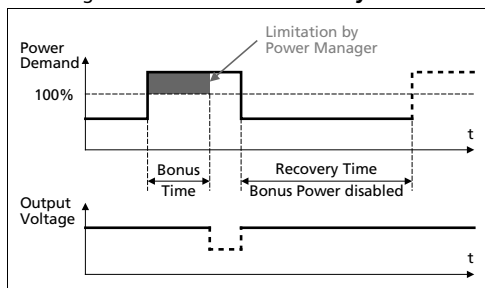 Limitation by
Power Manager
Power
Demand
100%
t
Bonus
Time
Recovery Time
Bonus Power disabled
Output
Voltage
t